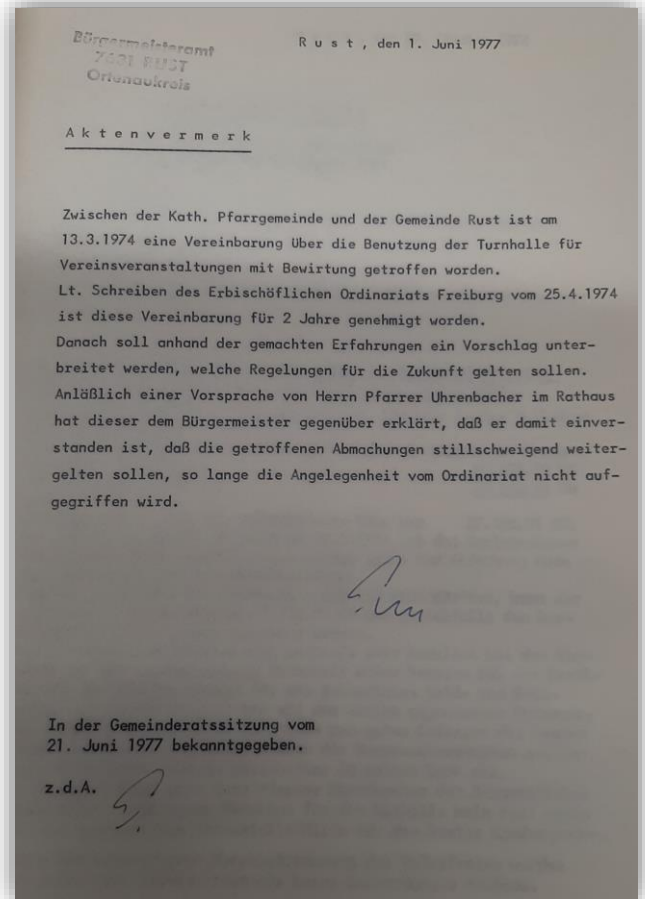 Bürgermeisteramt
7631 RUST
Ortenaukreis
R u s t , den 1. Juni 1977
A k t e n v e r m e r k
Zwischen der Kath. Pfarrgemeinde und der Gemeinde Rust ist am
13.3.1974 eine Vereinbarung über die Benutzung der Turnhalle für
Vereinsveranstaltungen mit Bewirtung getroffen worden.
Lt. Schreiben des Erbischöflichen Ordinariats Freiburg vom 25.4.1974
ist diese Vereinbarung für 2 Jahre genehmigt worden.
Danach soll anhand der gemachten Erfahrungen ein Vorschlag unter-
breitet werden, welche Regelungen für die Zukunft gelten sollen.
Anläßlich einer Vorsprache von Herrn Pfarrer Uhrenbacher im Rathaus
hat dieser dem Bürgermeister gegenüber erklärt, daß er damit einver-
standen ist, daß die getroffenen Abmachungen stillschweigend weiter-
gelten sollen, so lange die Angelegenheit vom Ordinariat nicht auf-
gegriffen wird.
In der Gemeinderatssitzung vom
21. Juni 1977 bekanntgegeben.
z.d.A.